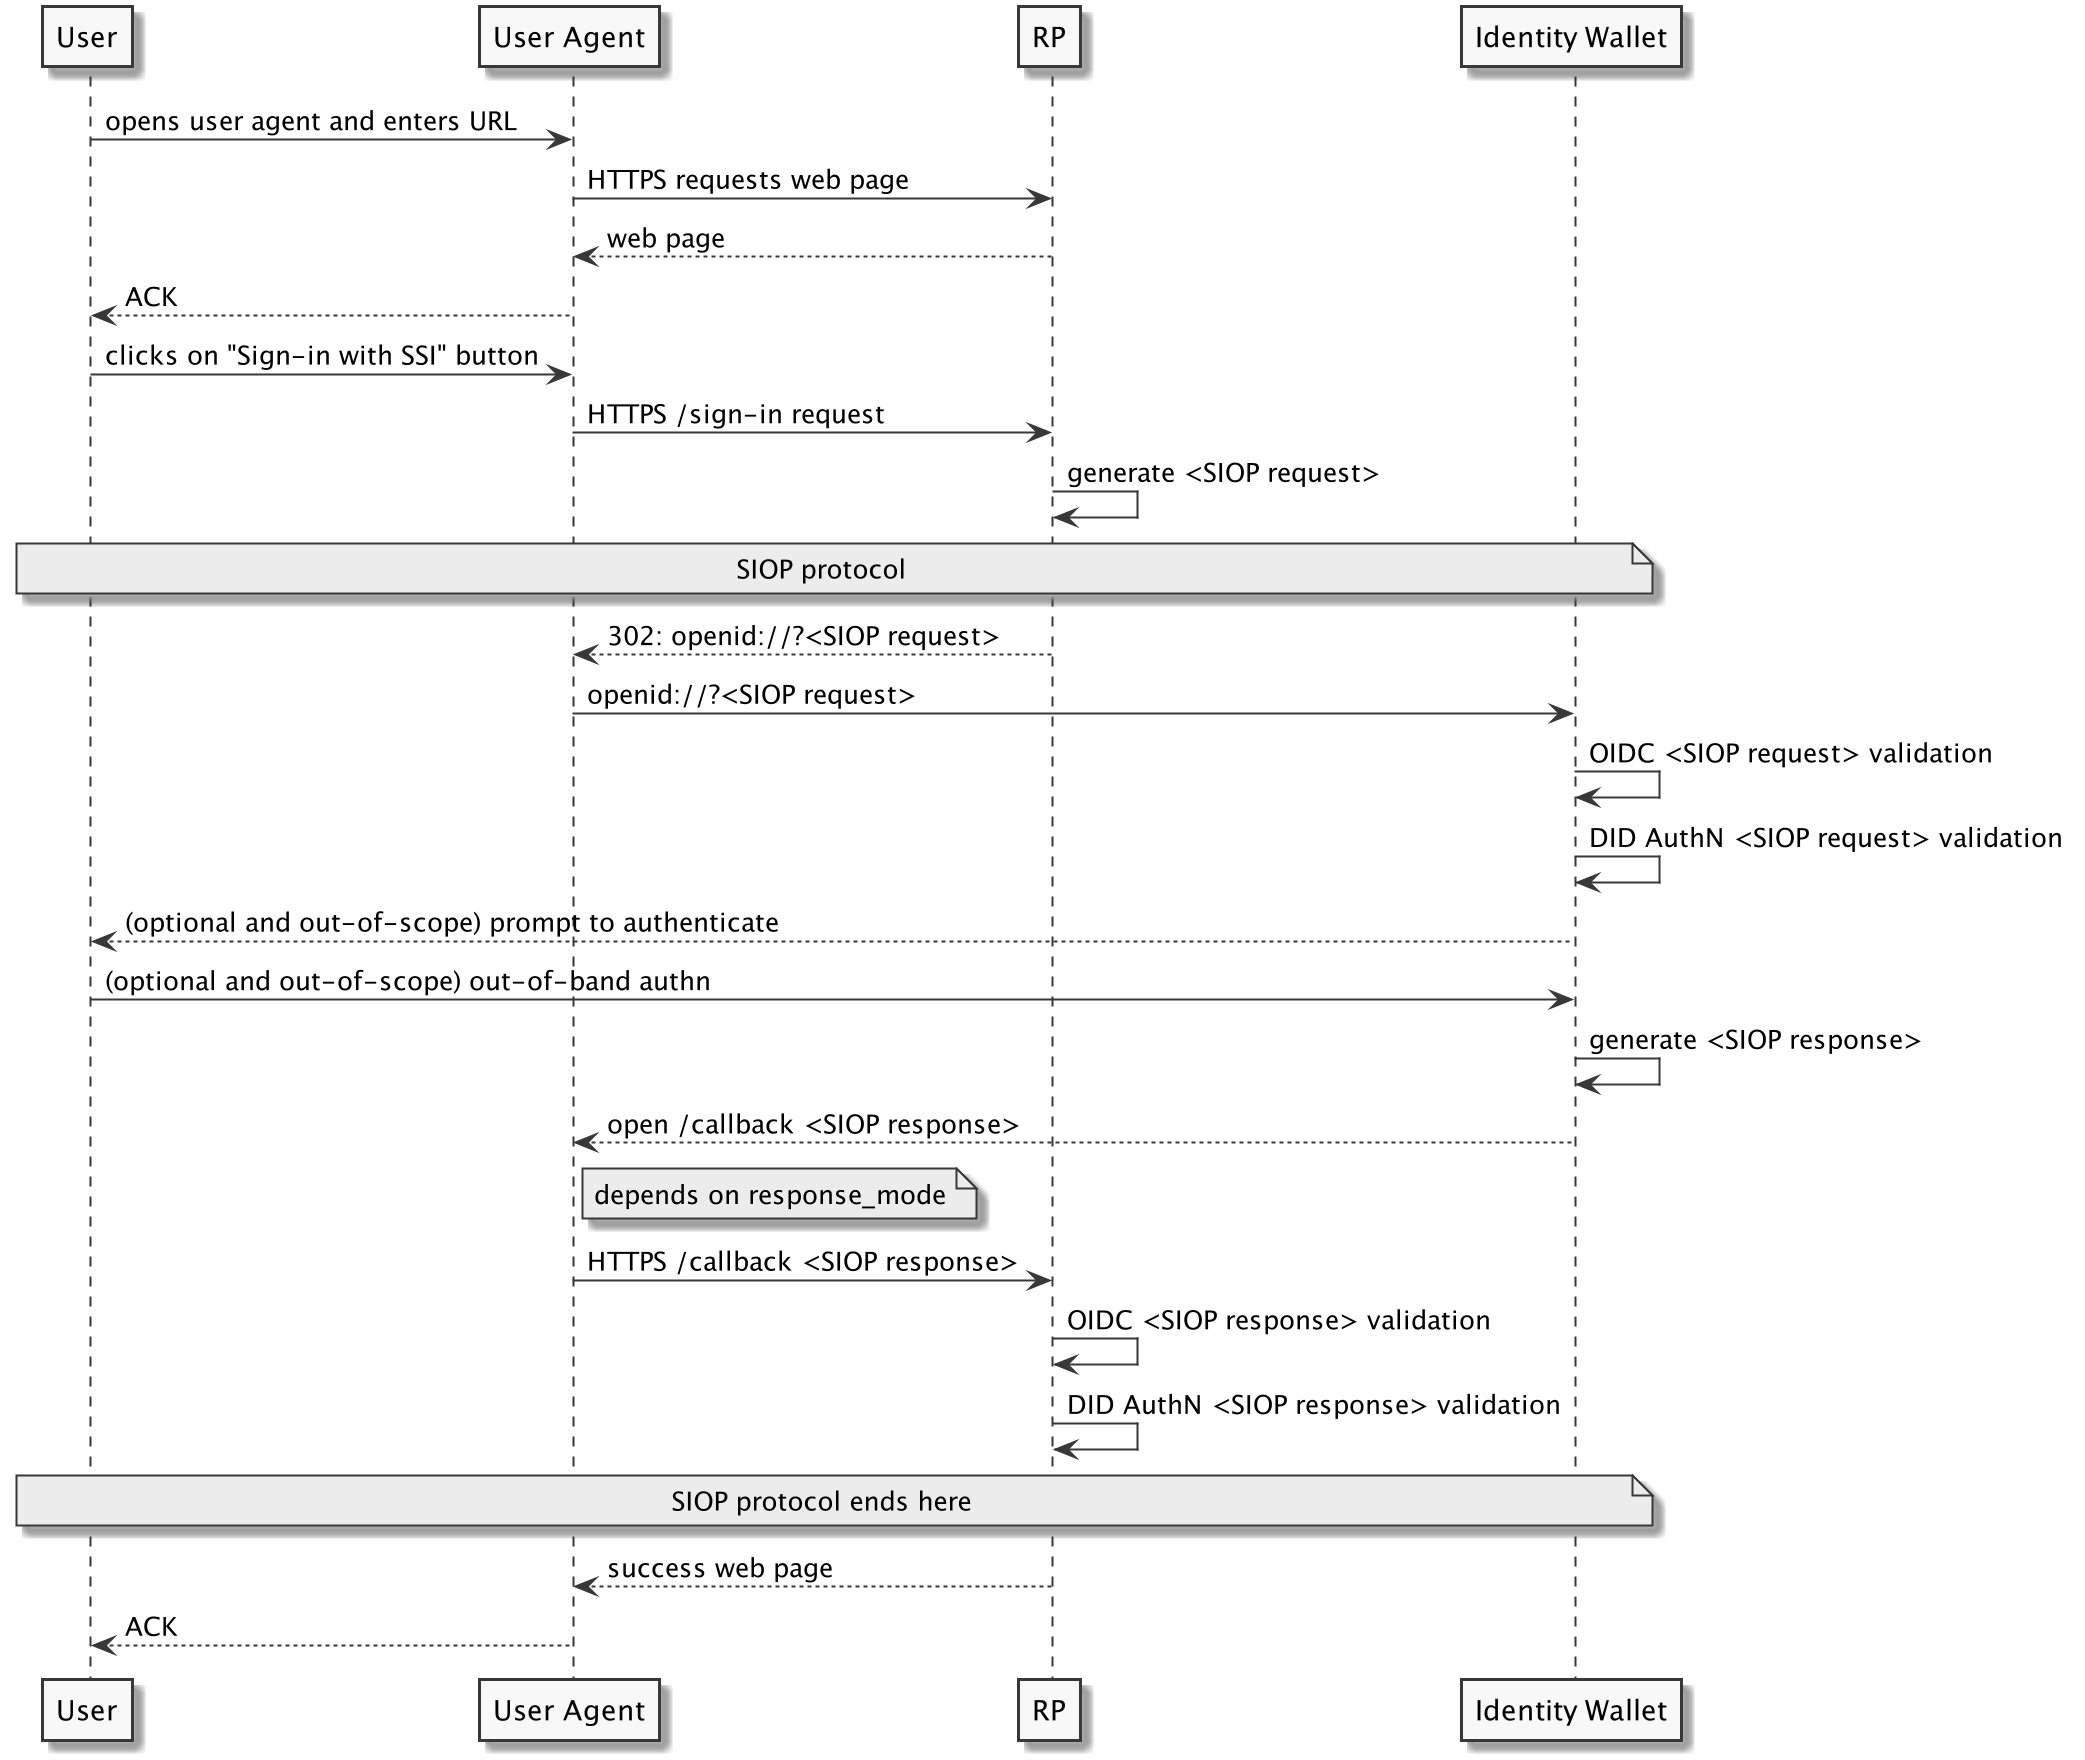 User
User Agent
RP
Identity Wallet
opens user agent and enters URL
HTTPS requests web page
web page
ACK
clicks on "Sign-in with SSI" button
HTTPS /sign-in request
generate <SIOP request>
SIOP protocol
302: openid://?<SIOP request>
openid://?<SIOP request>
OIDC <SIOP request> validation
DID AuthN <SIOP request> validation
(optional and out-of-scope) prompt to authenticate
(optional and out-of-scope) out-of-band authn
generate <SIOP response>
open /callback <SIOP response>
depends on response_mode
HTTPS /callback <SIOP response>
OIDC <SIOP response> validation
DID AuthN <SIOP response> validation
SIOP protocol ends here
success web page
ACK
User
User Agent
RP
Identity Wallet